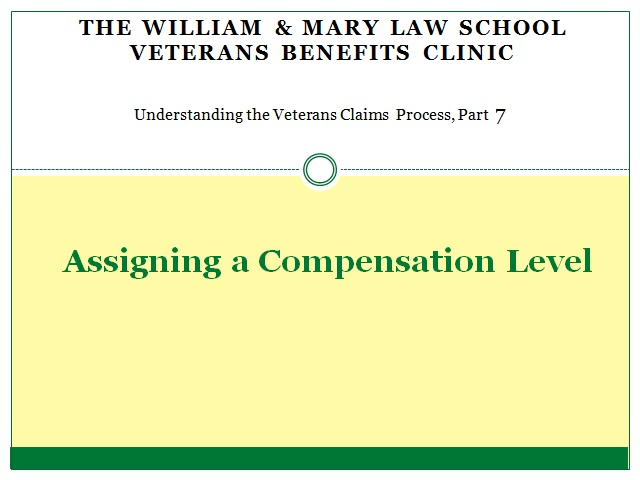 THE WILLIAM & MARY LAW SCHOOL
VETERANS BENEFITS CLINIC
Understanding the Veterans Claims Process, Part 7
Assigning a Compensation Level